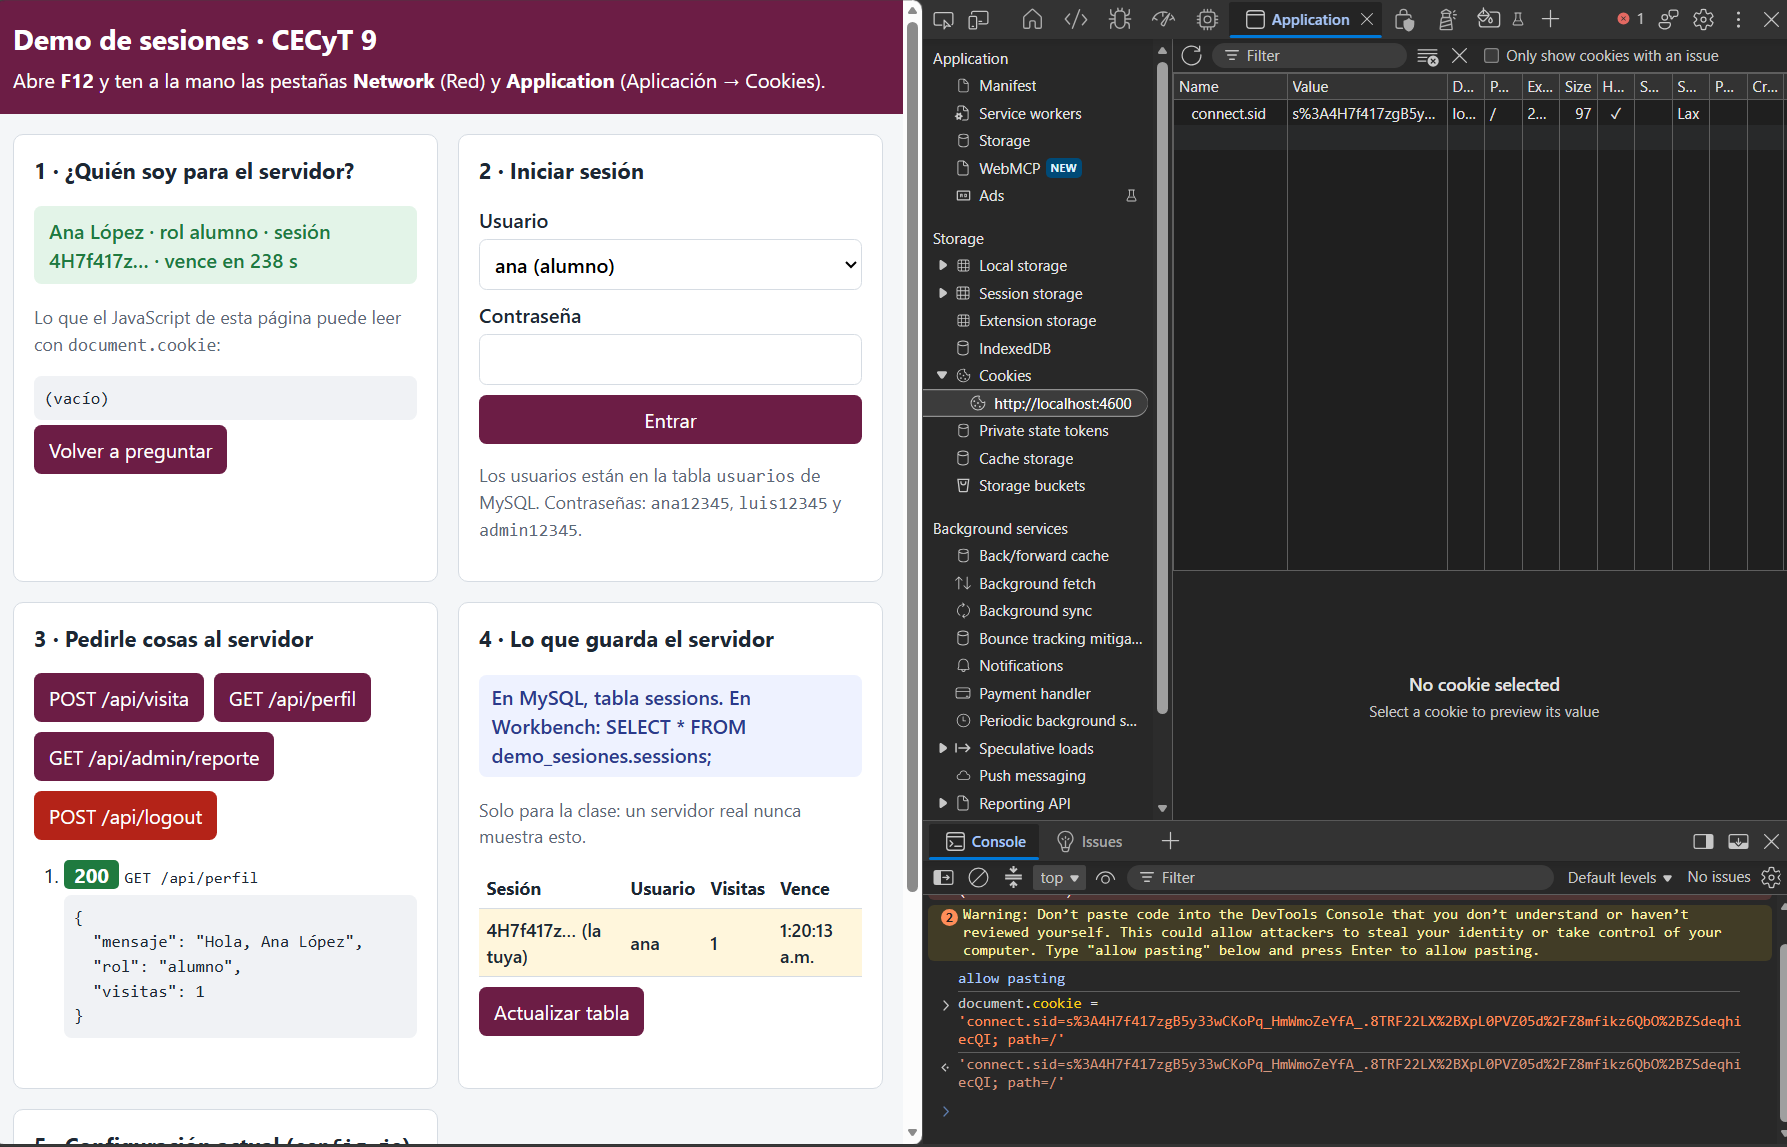 Demo de sesiones · CECyT 9
Abre F12 y ten a la mano las pestañas Network (Red) y Application (Aplicación → Cookies).
1 · ¿Quién soy para el servidor?
Ana López · rol alumno · sesión
4H7f417z... · vence en 238 s
Lo que el JavaScript de esta página puede leer
con document.cookie:
(vacío)
Volver a preguntar
2 · Iniciar sesión
Usuario
ana (alumno)
Contraseña
Entrar
Los usuarios están en la tabla usuarios de
MySQL. Contraseñas: ana12345, luis12345 y
admin12345.
3 · Pedirle cosas al servidor
POST /api/visita
GET /api/perfil
GET /api/admin/reporte
POST /api/logout
1. 200 GET /api/perfil
{
"mensaje": "Hola, Ana López",
"rol": "alumno",
"visitas": 1
}
4 · Lo que guarda el servidor
En MySQL, tabla sessions. En
Workbench: SELECT * FROM
demo_sesiones.sessions;
Solo para la clase: un servidor real nunca
muestra esto.
Sesión Usuario Visitas Vence
4H7f417z... (la tuya) ana 1 1:20:13 a.m.
Actualizar tabla
Application
1
Application
Manifest
Service workers
Storage
WebMCP NEW
Ads
Storage
Local storage
Session storage
Extension storage
IndexedDB
Cookies
http://localhost:4600
Private state tokens
Cache storage
Storage buckets
Background services
Back/forward cache
Background fetch
Background sync
Bounce tracking mitiga...
Notifications
Payment handler
Periodic background s...
Speculative loads
Push messaging
Reporting API
Filter
Only show cookies with an issue
Name Value D... P... Ex... Size H... S... S... P... Cr...
connect.sid s%3A4H7f417zgB5y... lo... / 2... 97 ✓ Lax
No cookie selected
Select a cookie to preview its value
Console
Issues
top
Filter
Default levels
No issues
2 Warning: Don't paste code into the DevTools Console that you don't understand or haven't
reviewed yourself. This could allow attackers to steal your identity or take control of your
computer. Type "allow pasting" below and press Enter to allow pasting.
allow pasting
document.cookie =
'connect.sid=s%3A4H7f417zgB5y33wCKoPq_HmWmoZeYfA_.8TRF22LX%2BXpL0PVZ05d%2FZ8mfikz6QbO%2BZSdeqhi
ecQI; path=/'
'connect.sid=s%3A4H7f417zgB5y33wCKoPq_HmWmoZeYfA_.8TRF22LX%2BXpL0PVZ05d%2FZ8mfikz6QbO%2BZSdeqhi
ecQI; path=/'